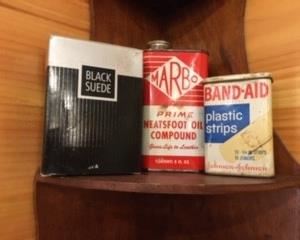 BLACK
SUEDE
MARBO
PRIME
NEATSFOOT OIL
COMPOUND
Gives Life to Leather
BAND-AID
plastic
strips
Johnson & Johnson